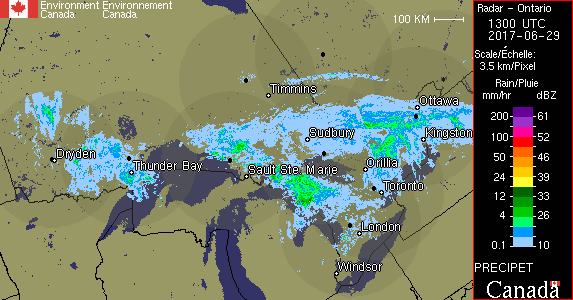 Environment Environnement
Canada Canada
100 KM
Timmins
Ottawa
Sudbury
Kingston
Dryden
Thunder Bay
Sault Ste. Marie
Orillia
Toronto
London
Windsor
Radar - Ontario
1300 UTC
2017-06-29
Scale/Échelle:
3.5 km/Pixel
Rain/Pluie
mm/hr dBZ
200 61
100 52
50 46
24 39
12 33
4 26
0.1 10
PRECIPET
Canada